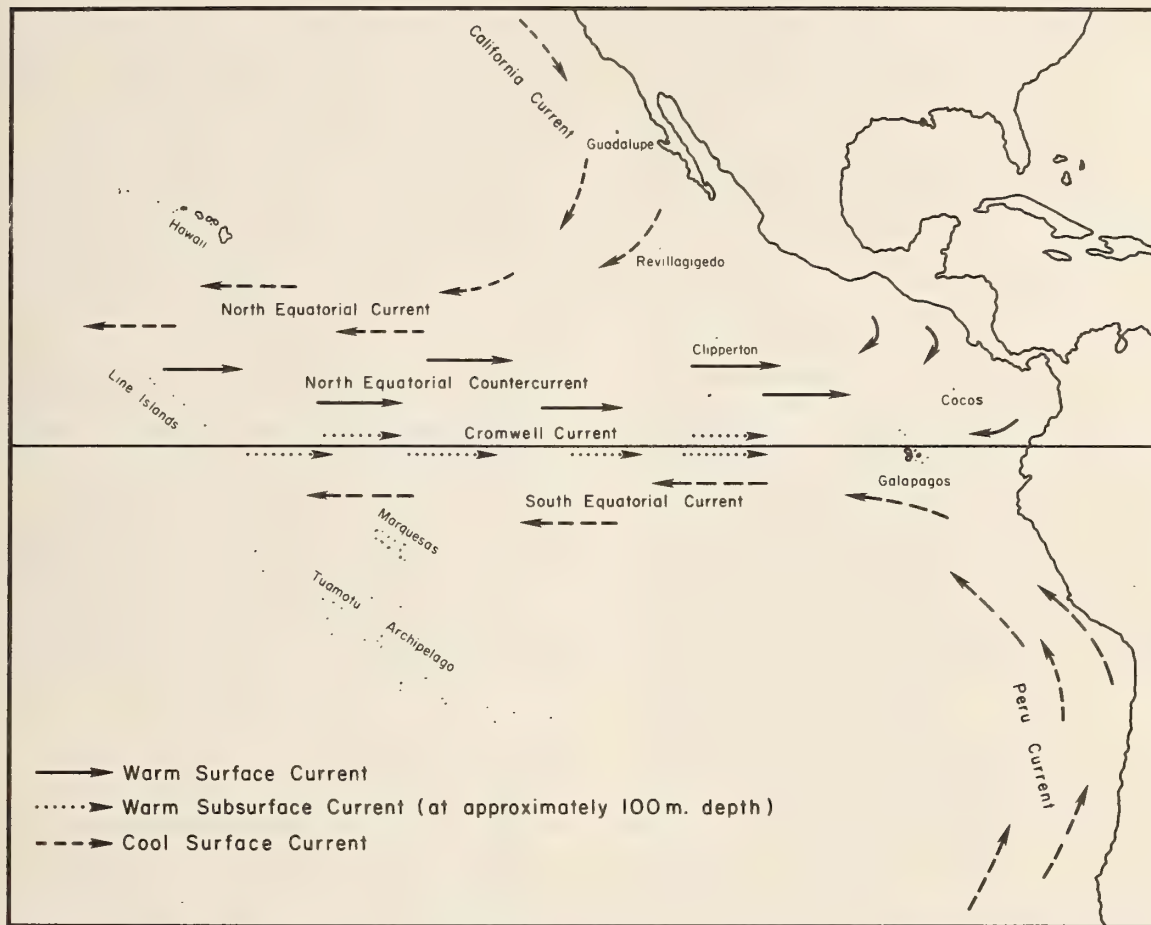 California Current
Guadalupe
Hawaii
Revillagigedo
North Equatorial Current
Clipperton
Line Islands
North Equatorial Countercurrent
Cocos
Cromwell Current
Galapagos
South Equatorial Current
Marquesas
Tuamotu
Archipelago
Peru Current
Warm Surface Current
Warm Subsurface Current (at approximately 100 m. depth)
Cool Surface Current